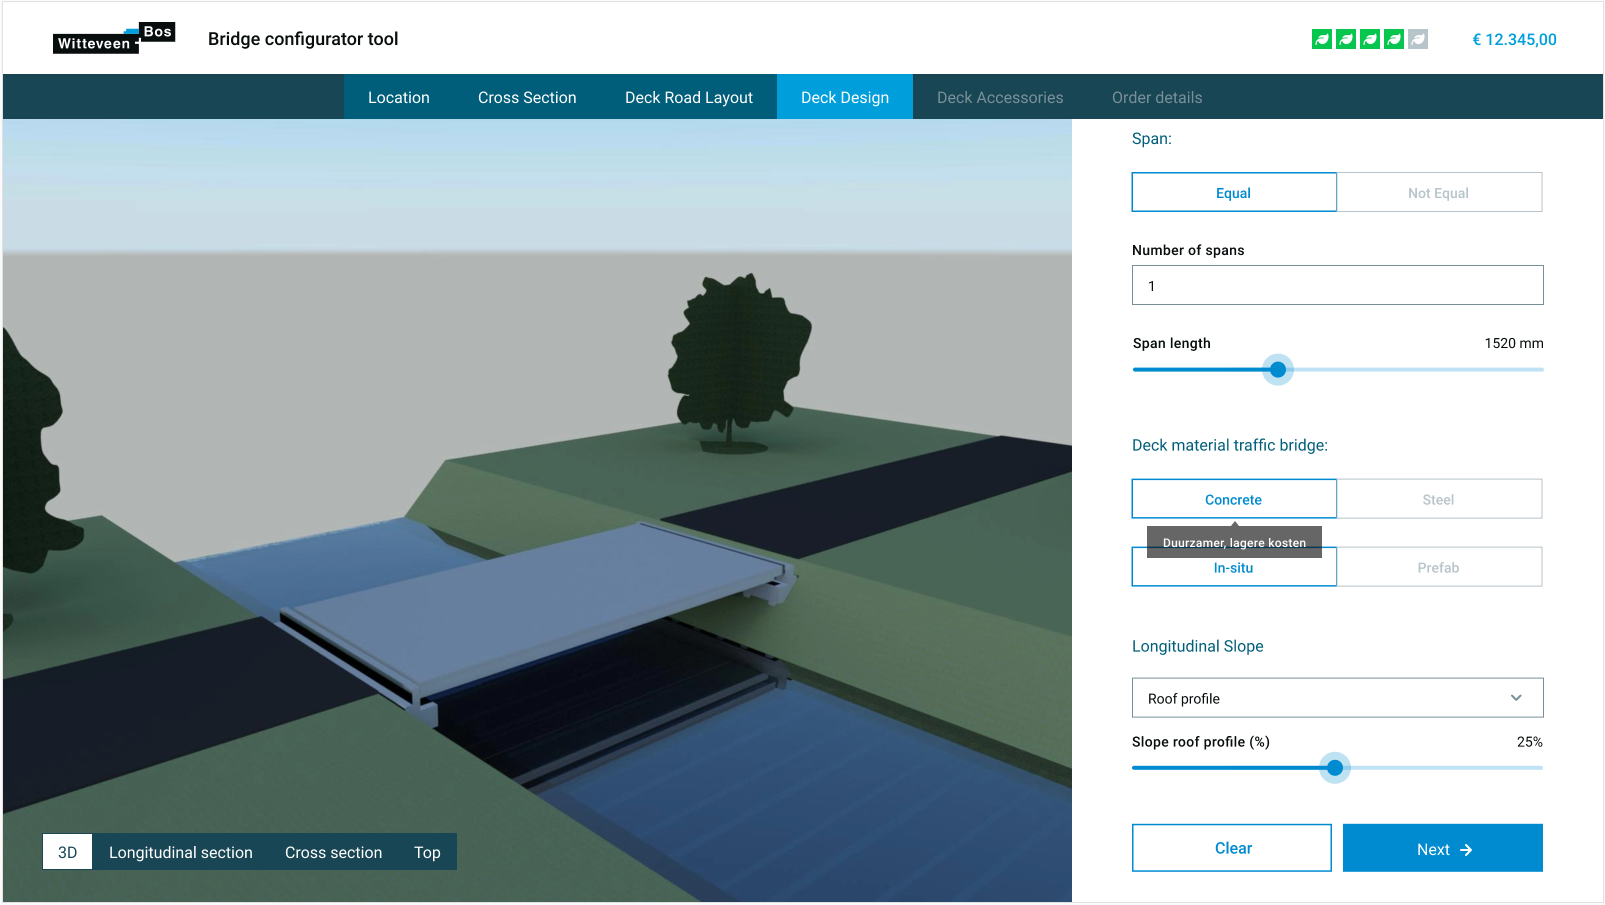 Witteveen + Bos
Bridge configurator tool
€ 12.345,00
Location
Cross Section
Deck Road Layout
Deck Design
Deck Accessories
Order details
Span:
Equal
Not Equal
Number of spans
1
Span length
1520 mm
Deck material traffic bridge:
Concrete
Steel
Duurzamer, lagere kosten
In-situ
Prefab
Longitudinal Slope
Roof profile
Slope roof profile (%)
25%
Clear
Next
3D
Longitudinal section
Cross section
Top